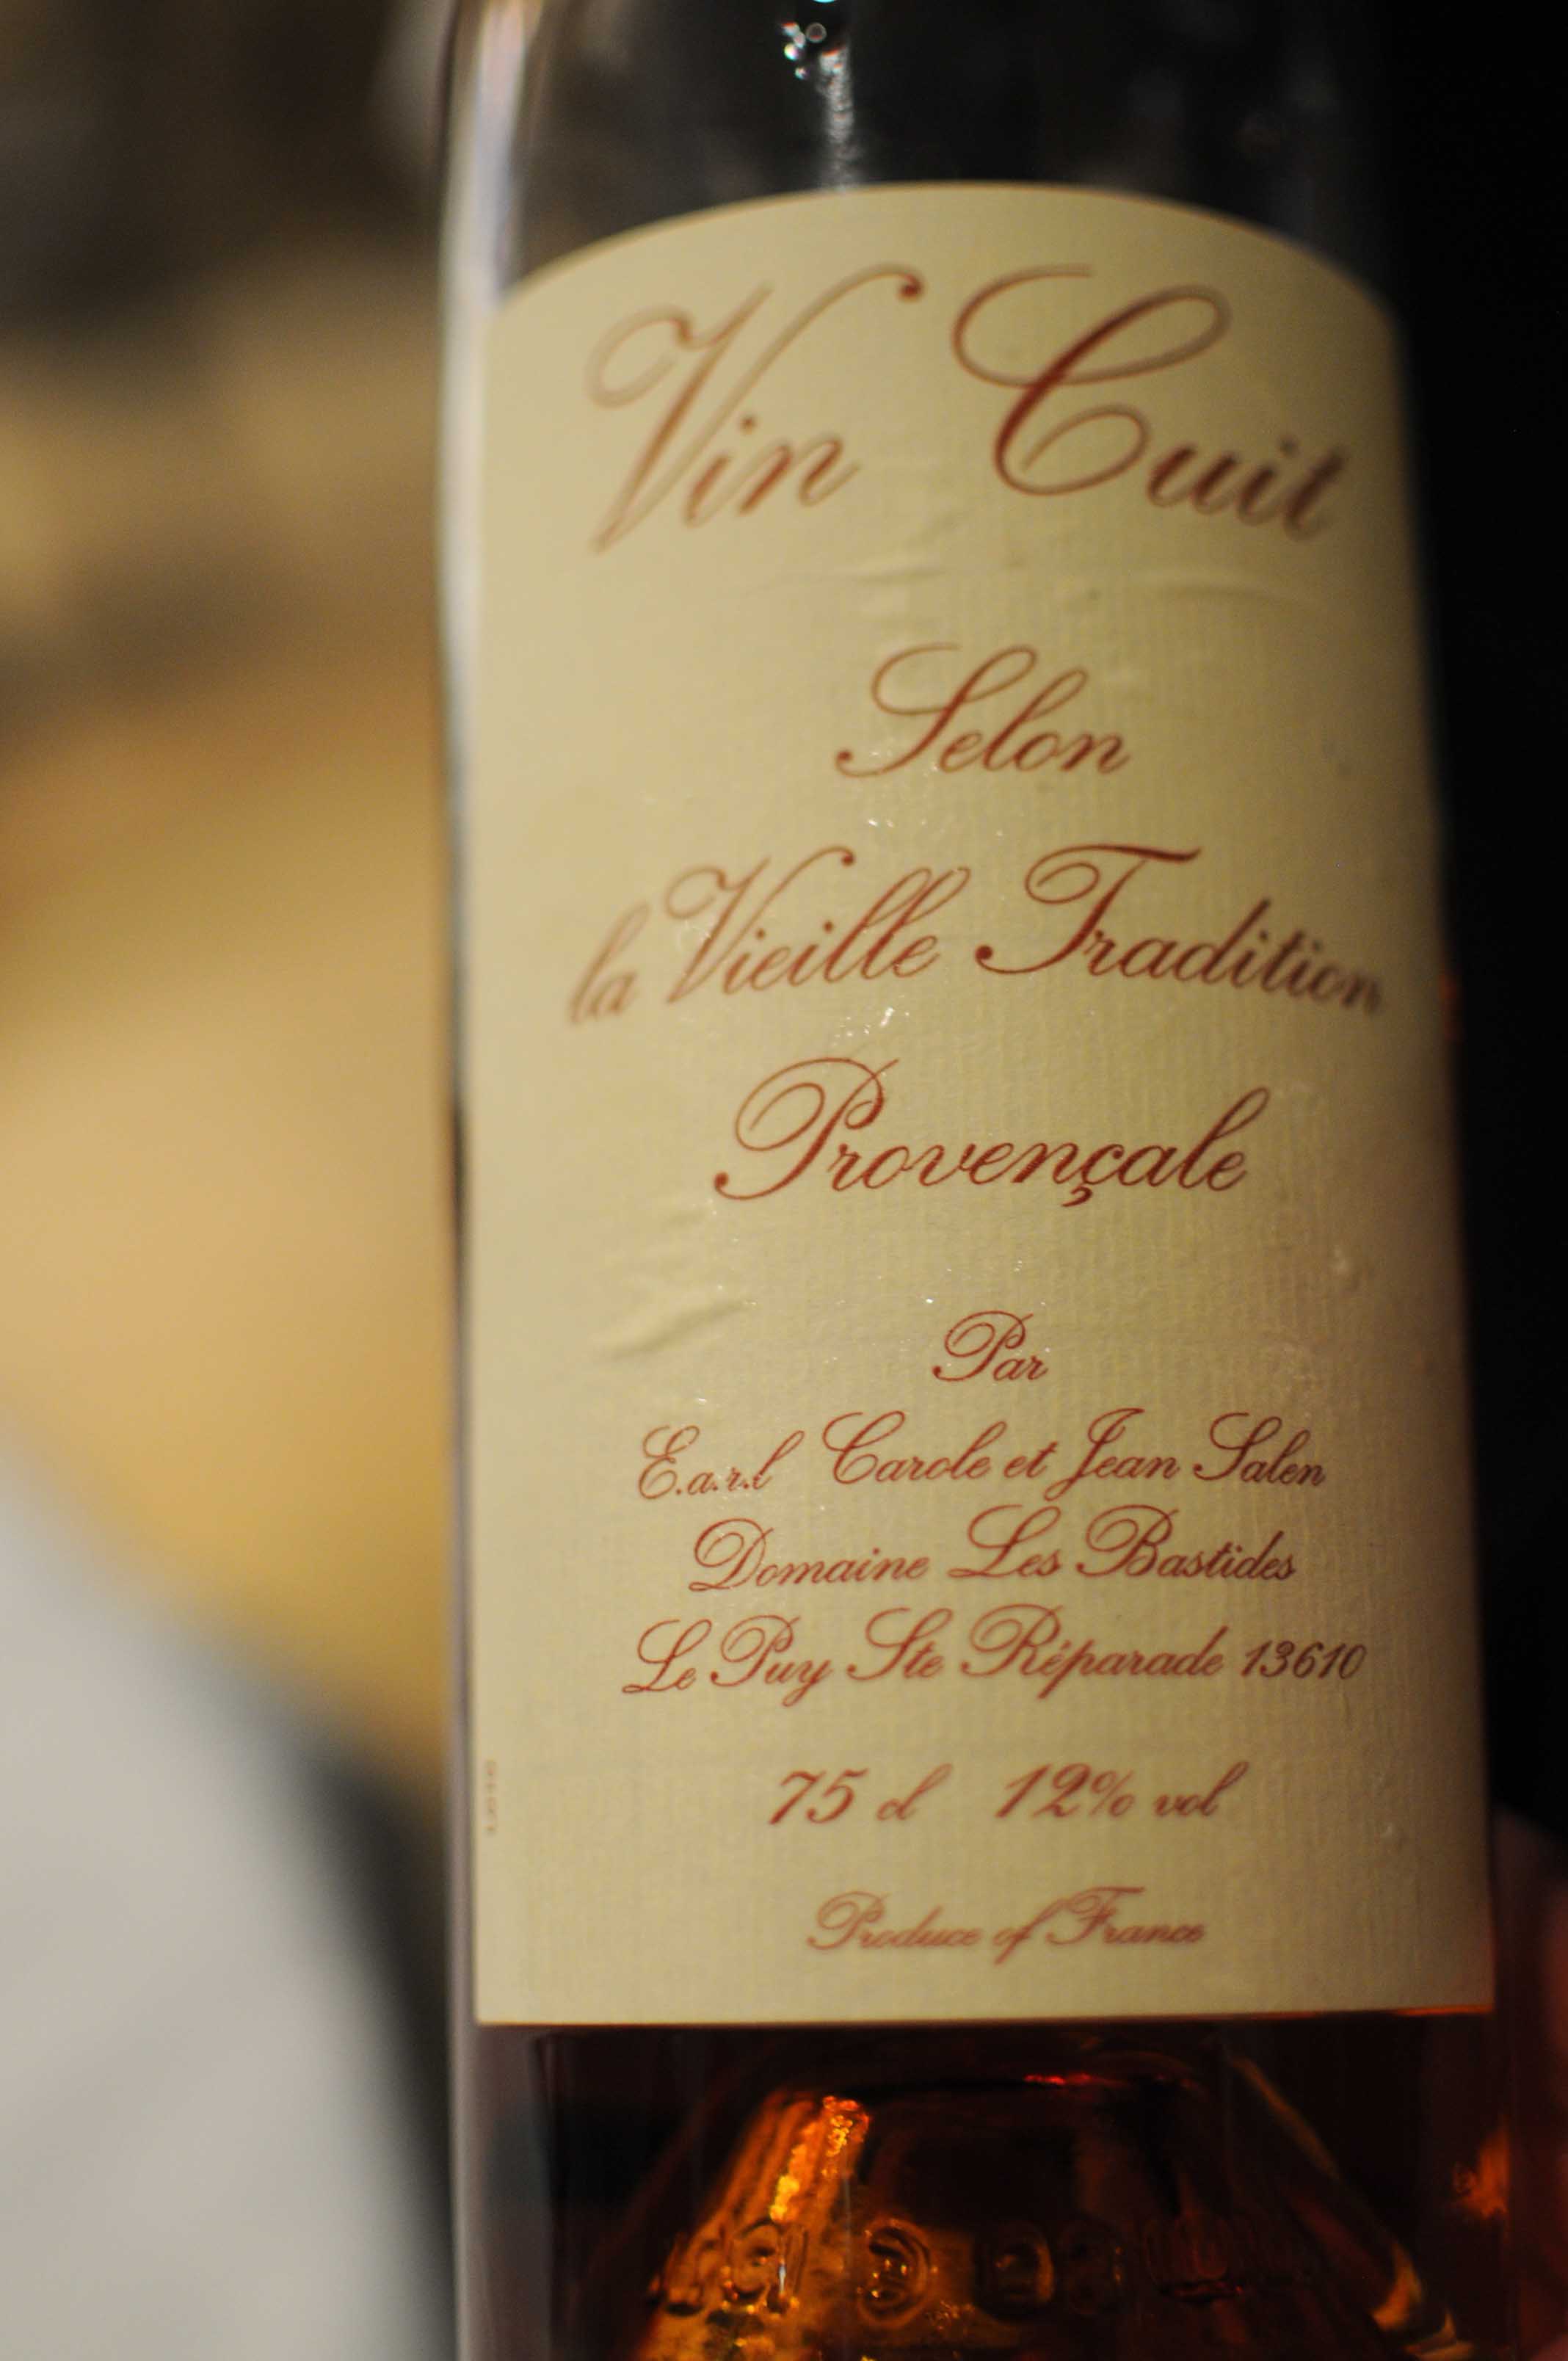 Vin Cuit
Selon
la Vieille Tradition
Provençale
Par
E.a.r.l Carole et Jean Salen
Domaine Les Bastides
Le Puy Ste Réparade 13610
75 cl 12% vol
Produce of France